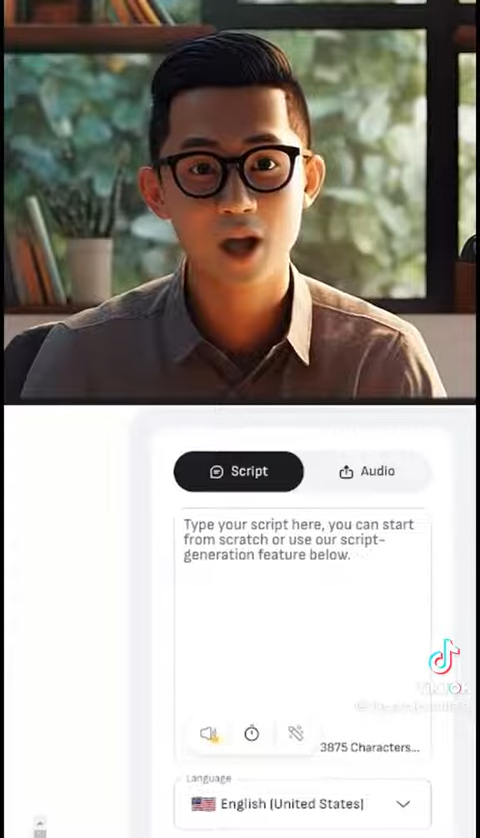 Script
Audio
Type your script here, you can start
from scratch or use our script-
generation feature below.
3875 Characters...
Language
English (United States)
TikTok